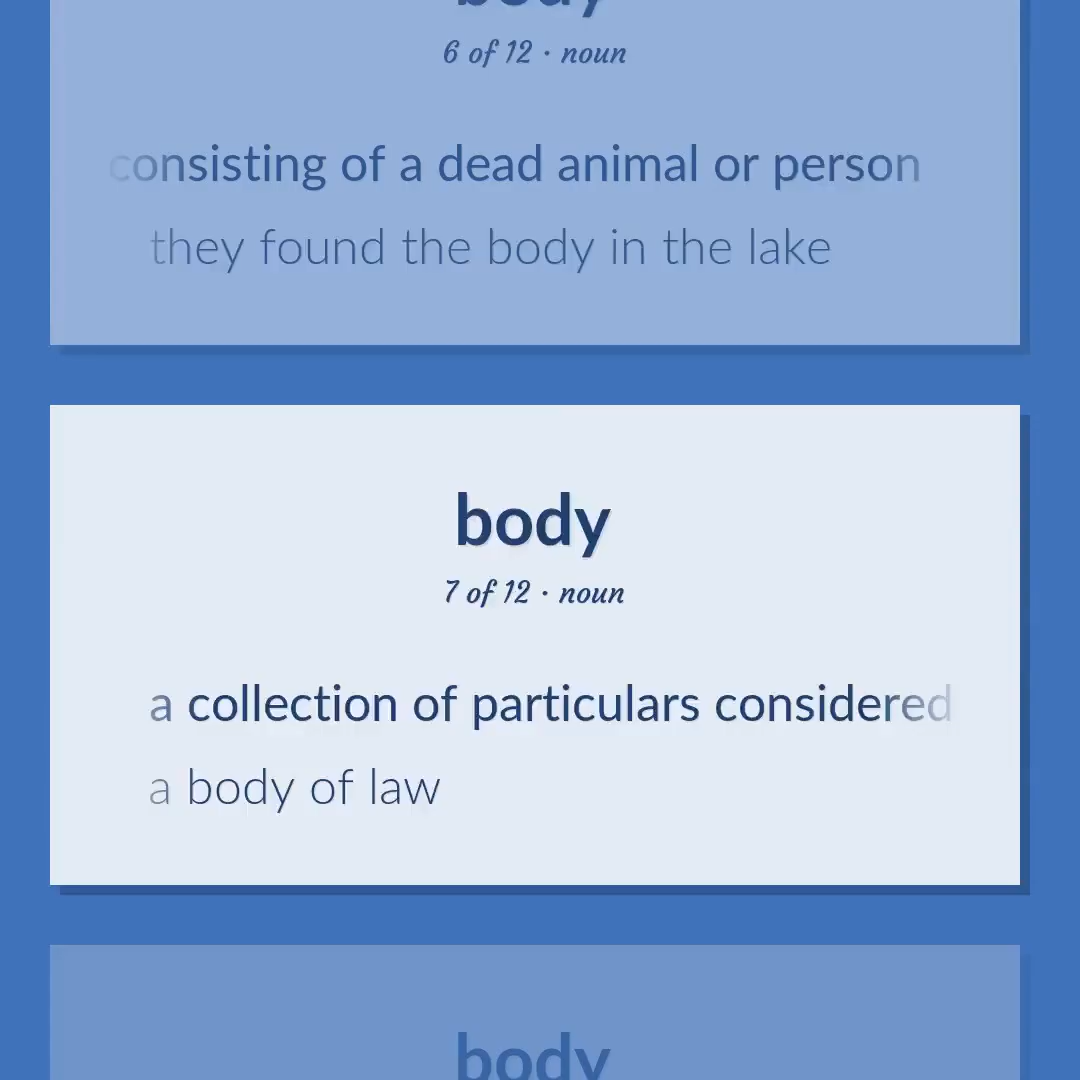 body
6 of 12 · noun
consisting of a dead animal or person
they found the body in the lake
body
7 of 12 · noun
a collection of particulars considered
a body of law
body